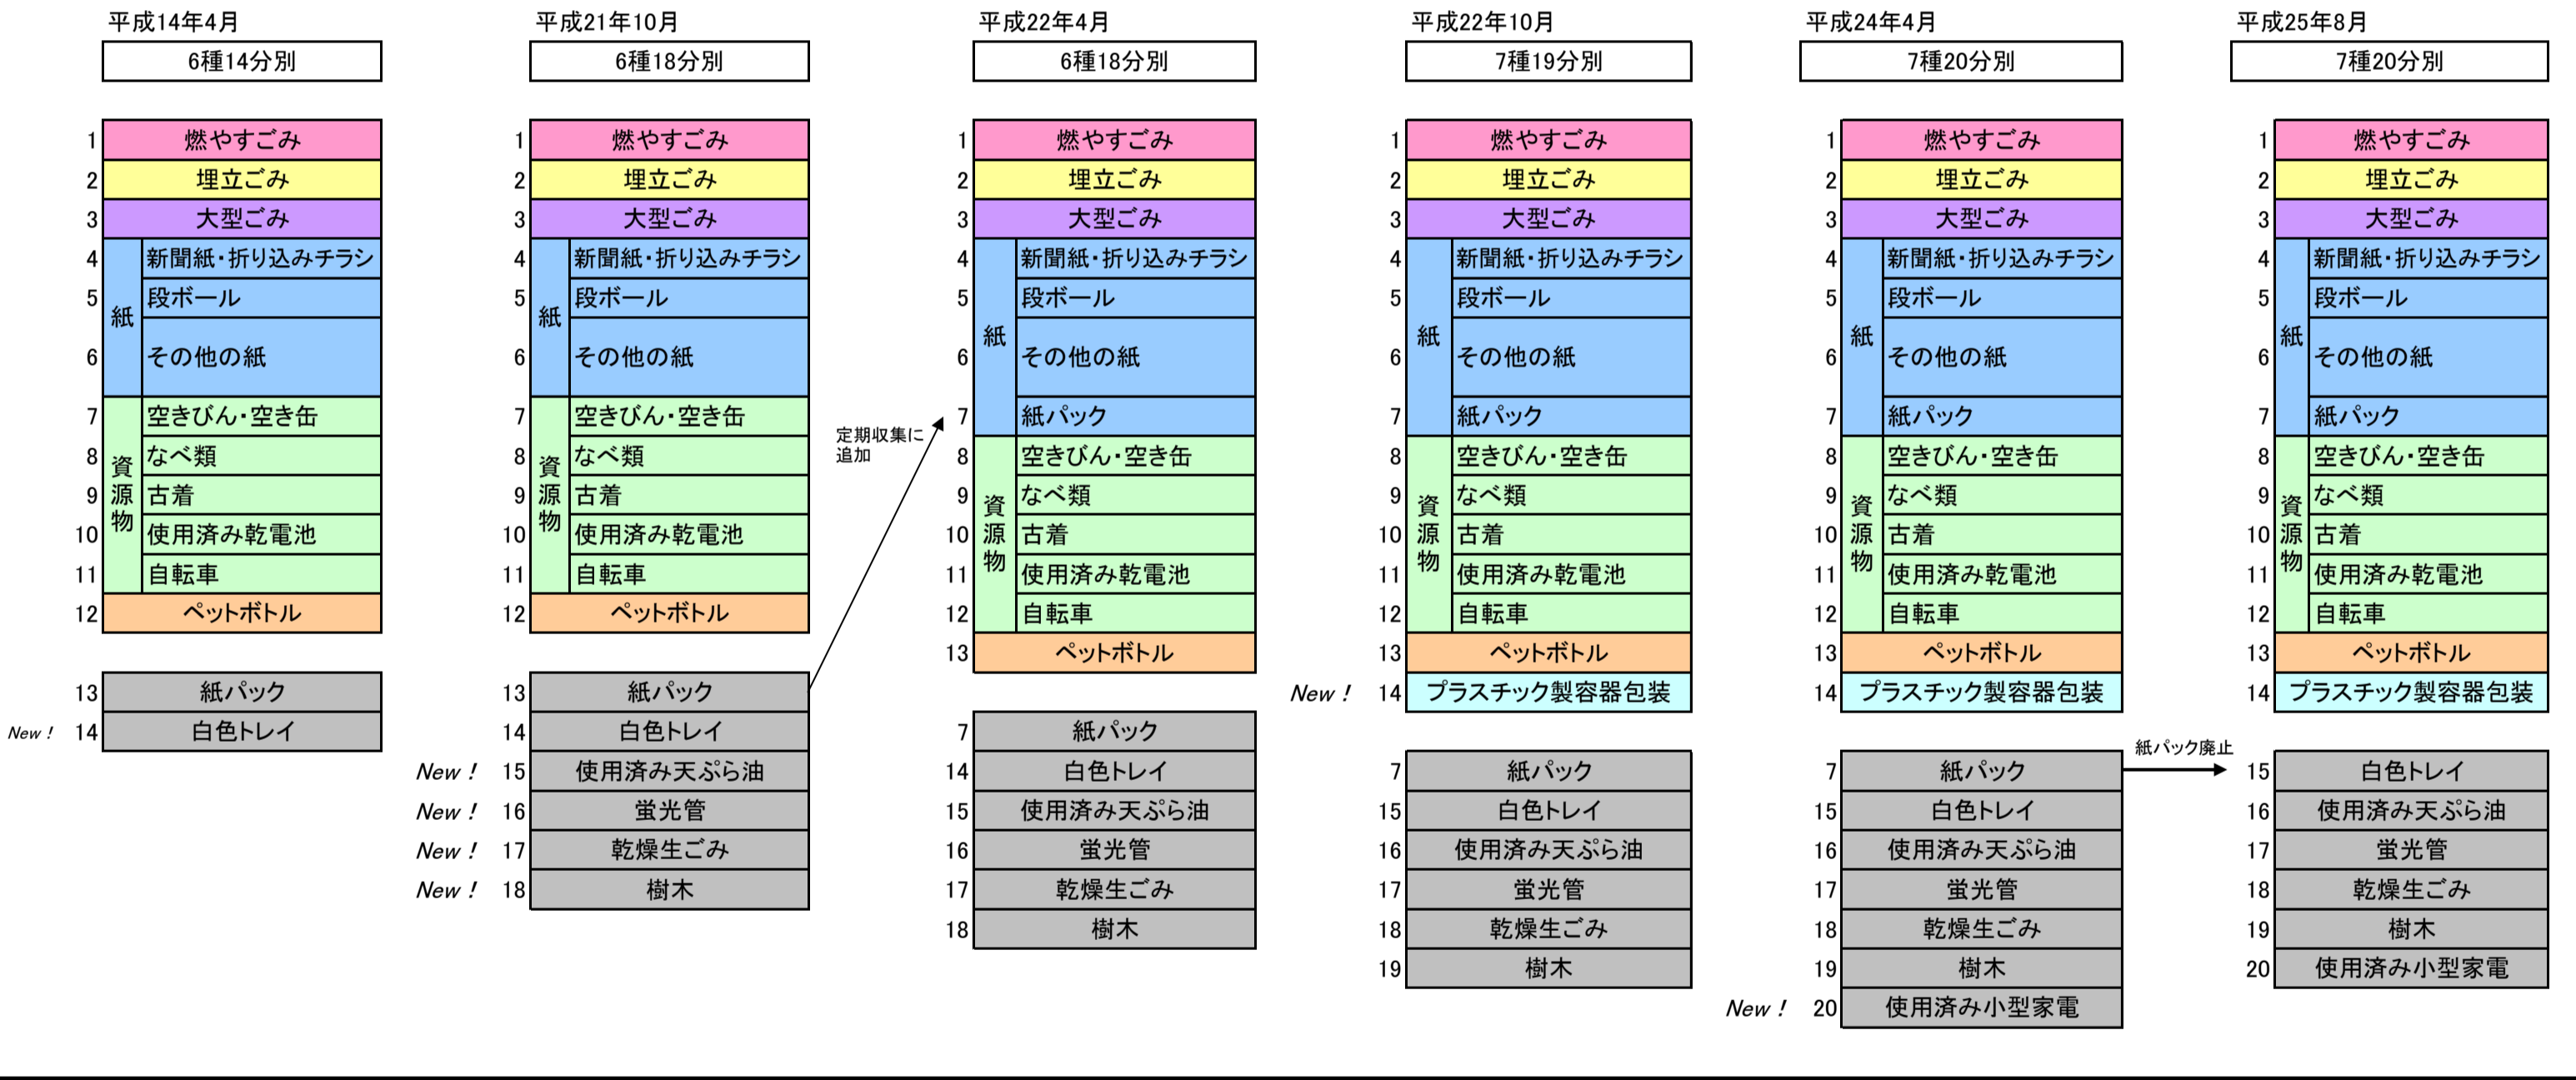 平成14年4月
6種14分別
1 燃やすごみ
2 埋立ごみ
3 大型ごみ
紙
4 新聞紙・折り込みチラシ
5 段ボール
6 その他の紙
資源物
7 空きびん・空き缶
8 なべ類
9 古着
10 使用済み乾電池
11 自転車
12 ペットボトル
13 紙パック
New! 14 白色トレイ
平成21年10月
6種18分別
1 燃やすごみ
2 埋立ごみ
3 大型ごみ
紙
4 新聞紙・折り込みチラシ
5 段ボール
6 その他の紙
資源物
7 空きびん・空き缶
8 なべ類
9 古着
10 使用済み乾電池
11 自転車
12 ペットボトル
13 紙パック
14 白色トレイ
New! 15 使用済み天ぷら油
New! 16 蛍光管
New! 17 乾燥生ごみ
New! 18 樹木
定期収集に
追加
平成22年4月
6種18分別
1 燃やすごみ
2 埋立ごみ
3 大型ごみ
紙
4 新聞紙・折り込みチラシ
5 段ボール
6 その他の紙
7 紙パック
資源物
8 空きびん・空き缶
9 なべ類
10 古着
11 使用済み乾電池
12 自転車
13 ペットボトル
7 紙パック
14 白色トレイ
15 使用済み天ぷら油
16 蛍光管
17 乾燥生ごみ
18 樹木
平成22年10月
7種19分別
1 燃やすごみ
2 埋立ごみ
3 大型ごみ
紙
4 新聞紙・折り込みチラシ
5 段ボール
6 その他の紙
7 紙パック
資源物
8 空きびん・空き缶
9 なべ類
10 古着
11 使用済み乾電池
12 自転車
13 ペットボトル
New! 14 プラスチック製容器包装
7 紙パック
15 白色トレイ
16 使用済み天ぷら油
17 蛍光管
18 乾燥生ごみ
19 樹木
平成24年4月
7種20分別
1 燃やすごみ
2 埋立ごみ
3 大型ごみ
紙
4 新聞紙・折り込みチラシ
5 段ボール
6 その他の紙
7 紙パック
資源物
8 空きびん・空き缶
9 なべ類
10 古着
11 使用済み乾電池
12 自転車
13 ペットボトル
14 プラスチック製容器包装
7 紙パック
15 白色トレイ
16 使用済み天ぷら油
17 蛍光管
18 乾燥生ごみ
19 樹木
New! 20 使用済み小型家電
紙パック廃止
平成25年8月
7種20分別
1 燃やすごみ
2 埋立ごみ
3 大型ごみ
紙
4 新聞紙・折り込みチラシ
5 段ボール
6 その他の紙
7 紙パック
資源物
8 空きびん・空き缶
9 なべ類
10 古着
11 使用済み乾電池
12 自転車
13 ペットボトル
14 プラスチック製容器包装
15 白色トレイ
16 使用済み天ぷら油
17 蛍光管
18 乾燥生ごみ
19 樹木
20 使用済み小型家電